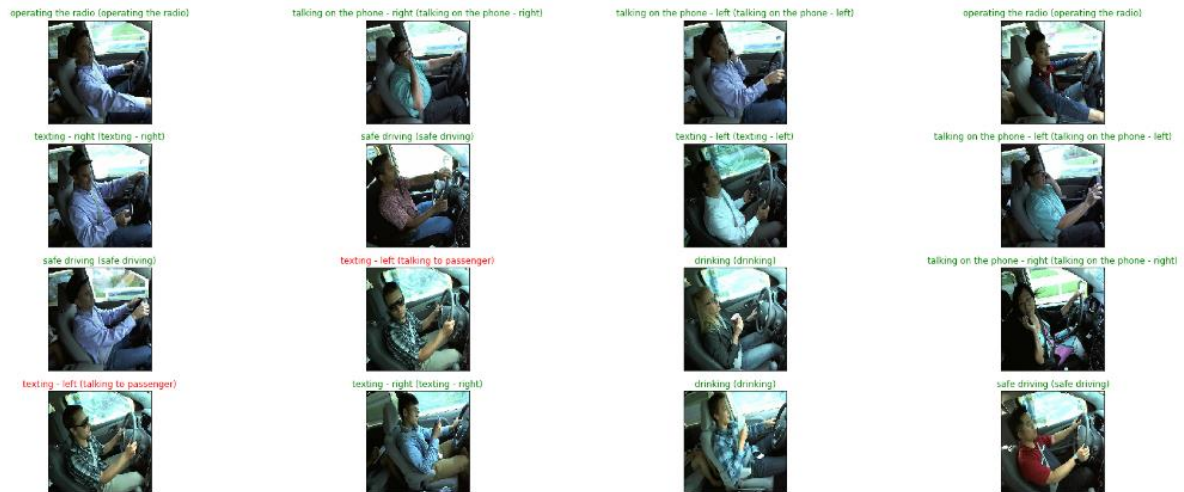 operating the radio (operating the radio)
talking on the phone - right (talking on the phone - right)
talking on the phone - left (talking on the phone - left)
operating the radio (operating the radio)
texting - right (texting - right)
safe driving (safe driving)
texting - left (texting - left)
talking on the phone - left (talking on the phone - left)
safe driving (safe driving)
texting - left (talking to passenger)
drinking (drinking)
talking on the phone - right (talking on the phone - right)
texting - left (talking to passenger)
texting - right (texting - right)
drinking (drinking)
safe driving (safe driving)